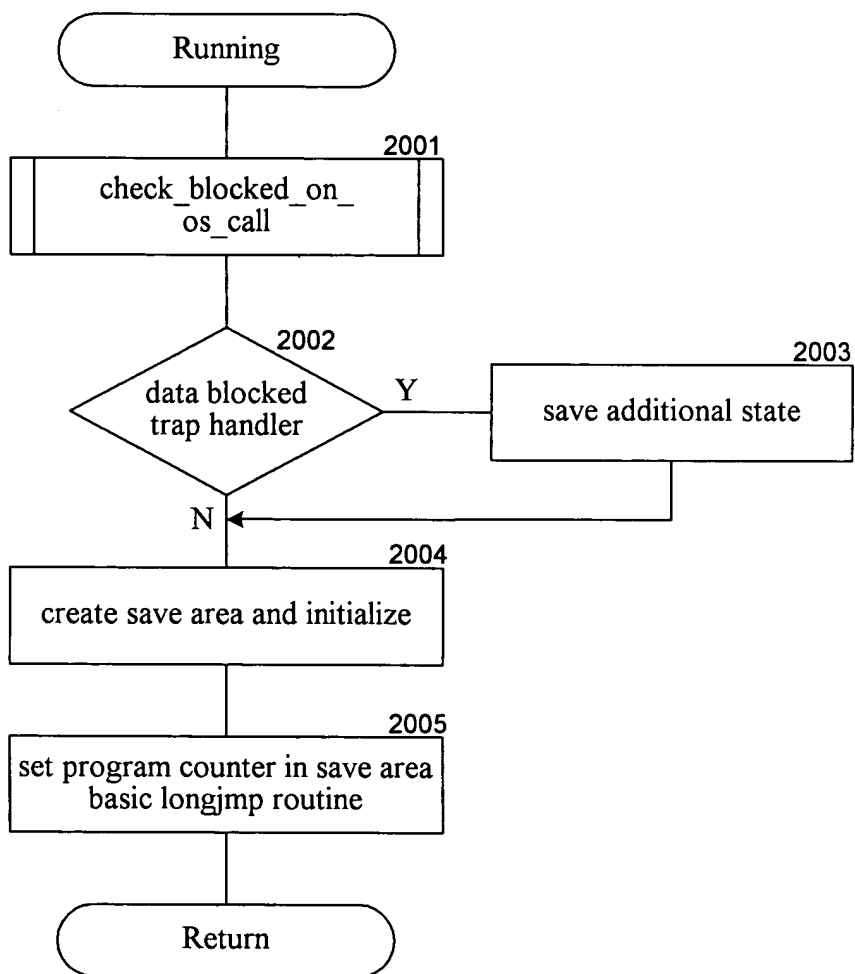 Running
2001
check_blocked_on_
os_call
2002
data blocked
trap handler
Y
2003
save additional state
N
2004
create save area and initialize
2005
set program counter in save area
basic longjmp routine
Return